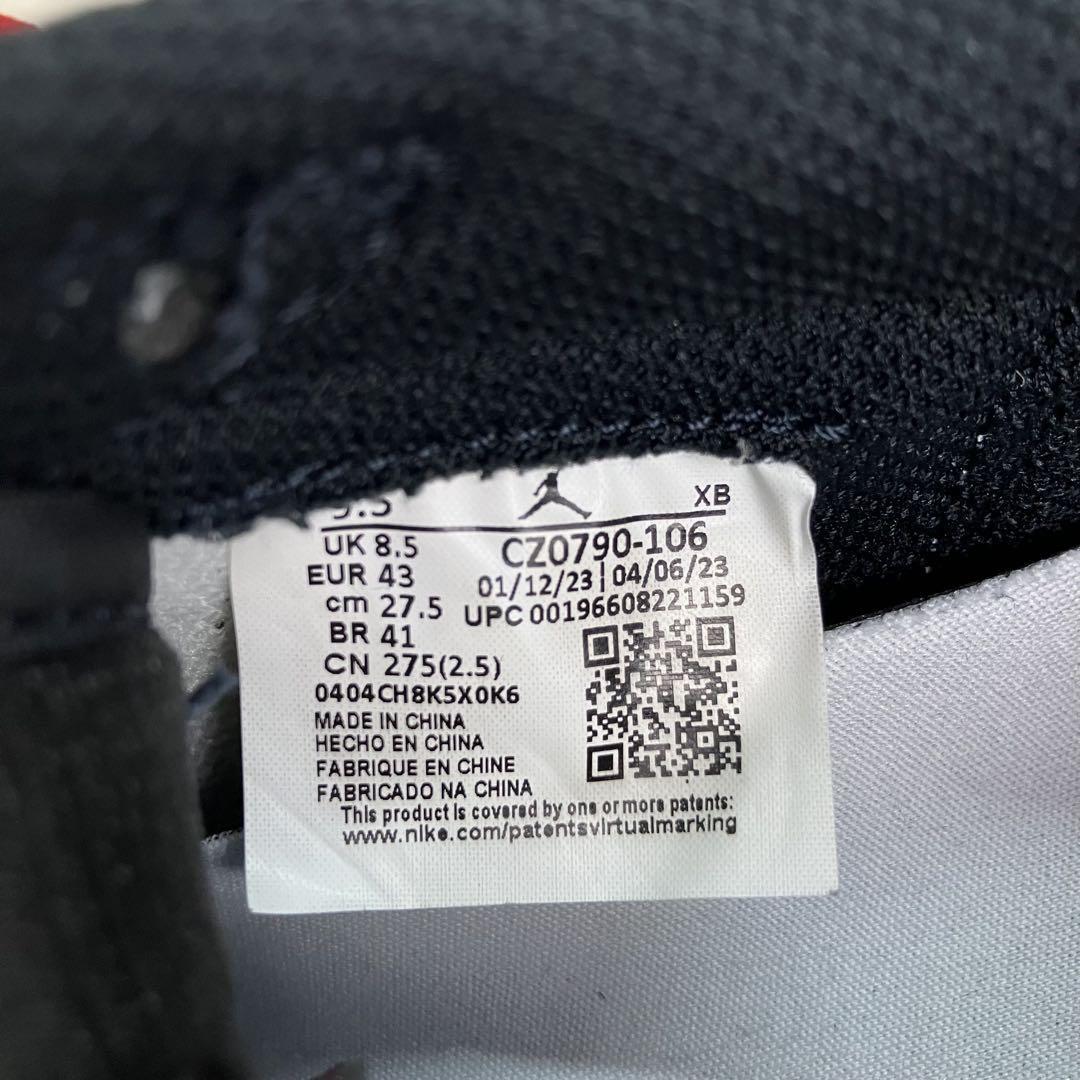 9.5 XB
UK 8.5 CZ0790-106
EUR 43 01/12/23 | 04/06/23
cm 27.5 UPC 00196608221159
BR 41
CN 275(2.5)
0404CH8K5X0K6
MADE IN CHINA
HECHO EN CHINA
FABRIQUE EN CHINE
FABRICADO NA CHINA
This product is covered by one or more patents:
www.nike.com/patentsvirtualmarking